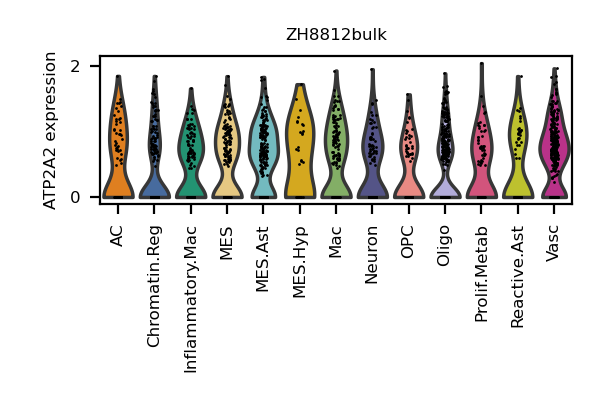 ZH8812bulk
ATP2A2 expression
2
0
AC
Chromatin.Reg
Inflammatory.Mac
MES
MES.Ast
MES.Hyp
Mac
Neuron
OPC
Oligo
Prolif.Metab
Reactive.Ast
Vasc